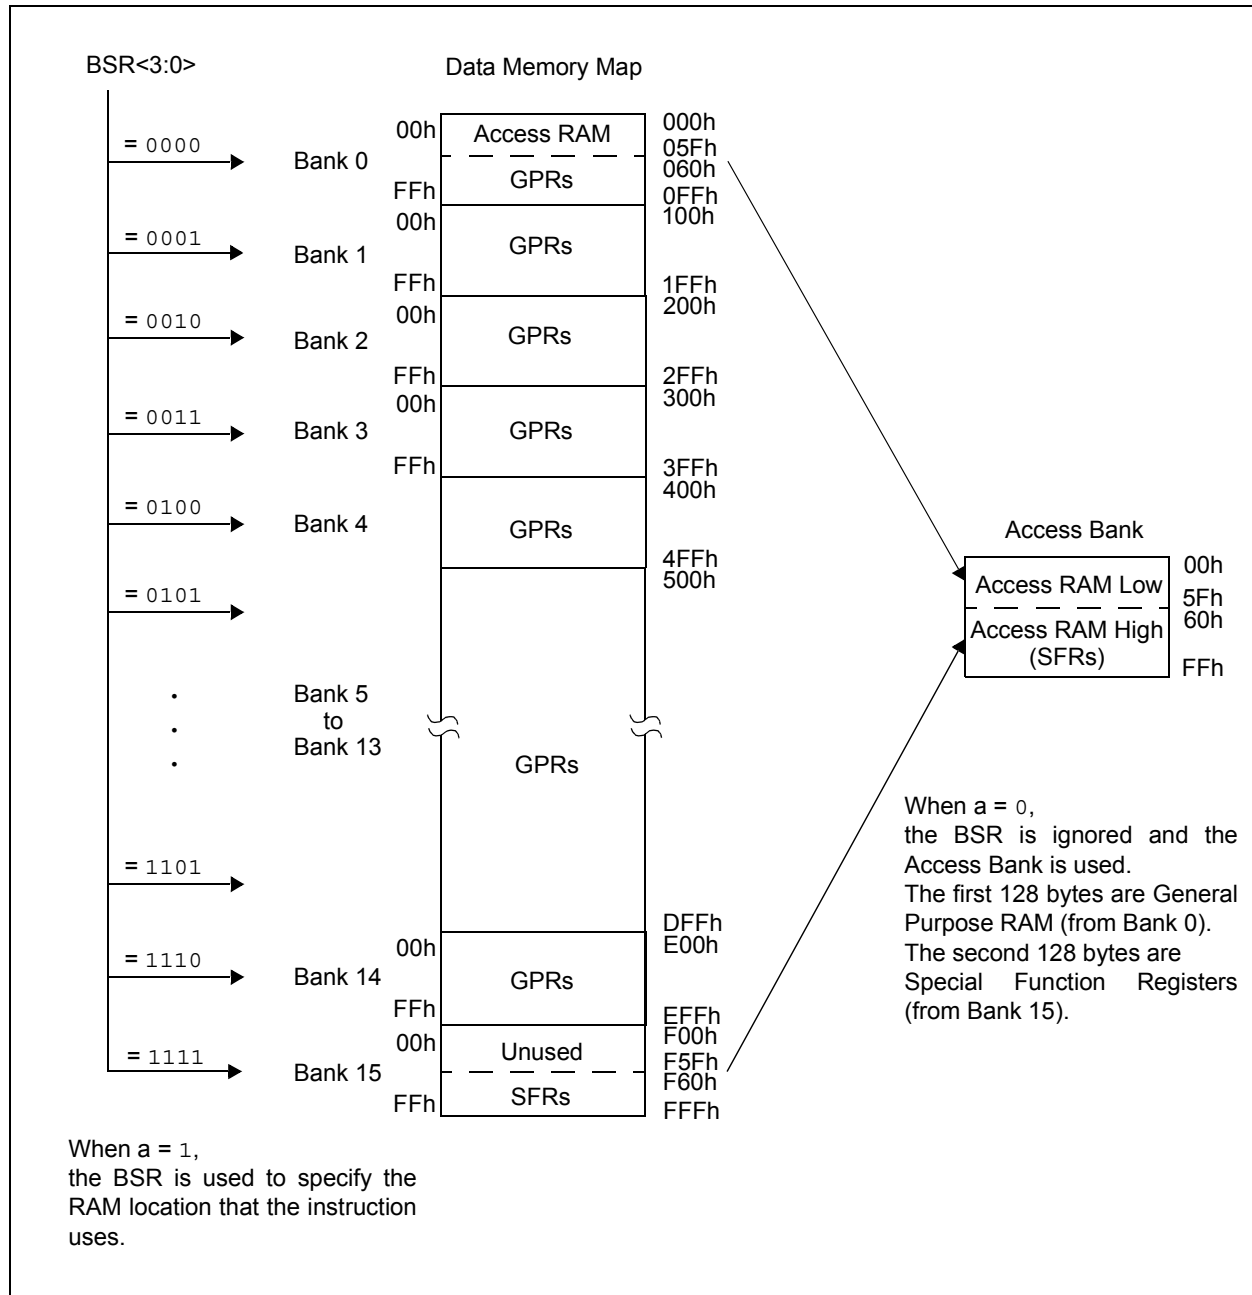 BSR<3:0>
Data Memory Map
= 0000
Bank 0
00h
Access RAM
000h
05Fh
060h
GPRs
FFh
0FFh
= 0001
Bank 1
00h
100h
GPRs
FFh
1FFh
= 0010
Bank 2
00h
200h
GPRs
FFh
2FFh
= 0011
Bank 3
00h
300h
GPRs
FFh
3FFh
= 0100
Bank 4
400h
GPRs
4FFh
= 0101
500h
.
.
.
Bank 5
to
Bank 13
GPRs
= 1101
DFFh
= 1110
Bank 14
00h
E00h
GPRs
FFh
EFFh
= 1111
Bank 15
00h
F00h
Unused
F5Fh
F60h
SFRs
FFh
FFFh
Access Bank
00h
Access RAM Low
5Fh
60h
Access RAM High
(SFRs)
FFh
When a = 0,
the BSR is ignored and the
Access Bank is used.
The first 128 bytes are General
Purpose RAM (from Bank 0).
The second 128 bytes are
Special Function Registers
(from Bank 15).
When a = 1,
the BSR is used to specify the
RAM location that the instruction
uses.